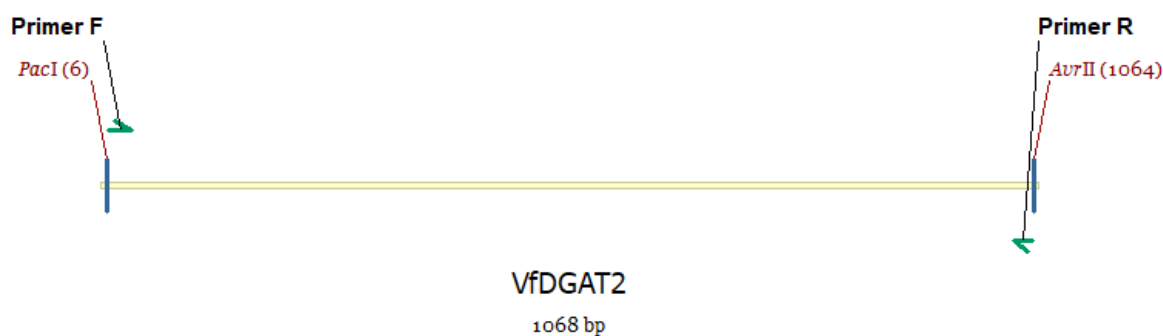 Primer F
Primer R
PacI (6)
AvrII (1064)
VfDGAT2
1068 bp